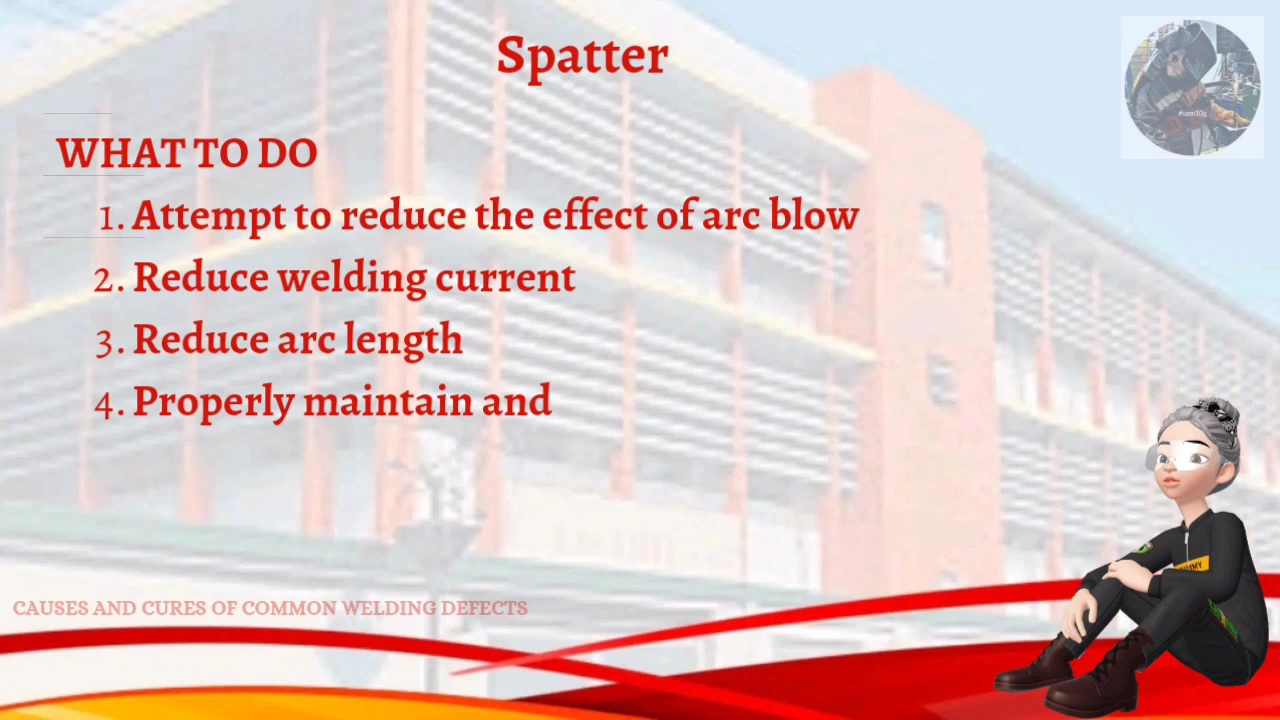 Spatter
#iam10g
WHAT TO DO
1. Attempt to reduce the effect of arc blow
2. Reduce welding current
3. Reduce arc length
4. Properly maintain and
CAUSES AND CURES OF COMMON WELDING DEFECTS